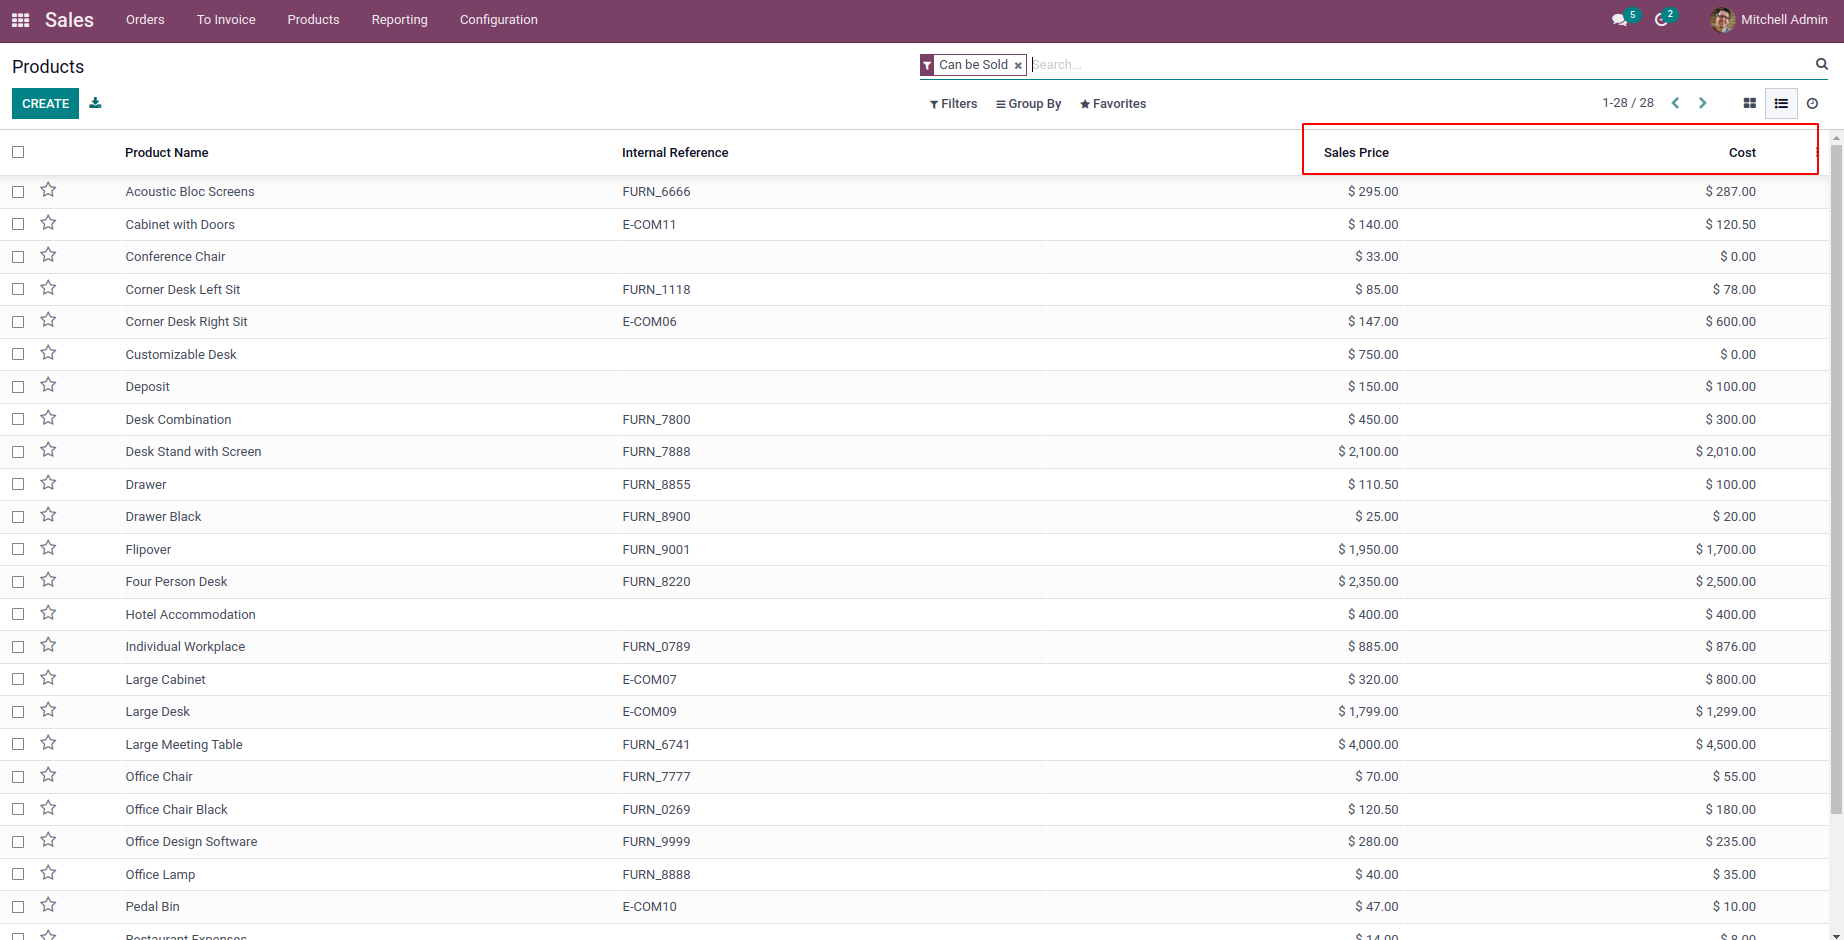 Sales Orders To Invoice Products Reporting Configuration 5 2 Mitchell Admin
Products
Can be Sold × Search...
CREATE
Filters Group By Favorites 1-28 / 28
Product Name Internal Reference Sales Price Cost
Acoustic Bloc Screens FURN_6666 $ 295.00 $ 287.00
Cabinet with Doors E-COM11 $ 140.00 $ 120.50
Conference Chair $ 33.00 $ 0.00
Corner Desk Left Sit FURN_1118 $ 85.00 $ 78.00
Corner Desk Right Sit E-COM06 $ 147.00 $ 600.00
Customizable Desk $ 750.00 $ 0.00
Deposit $ 150.00 $ 100.00
Desk Combination FURN_7800 $ 450.00 $ 300.00
Desk Stand with Screen FURN_7888 $ 2,100.00 $ 2,010.00
Drawer FURN_8855 $ 110.50 $ 100.00
Drawer Black FURN_8900 $ 25.00 $ 20.00
Flipover FURN_9001 $ 1,950.00 $ 1,700.00
Four Person Desk FURN_8220 $ 2,350.00 $ 2,500.00
Hotel Accommodation $ 400.00 $ 400.00
Individual Workplace FURN_0789 $ 885.00 $ 876.00
Large Cabinet E-COM07 $ 320.00 $ 800.00
Large Desk E-COM09 $ 1,799.00 $ 1,299.00
Large Meeting Table FURN_6741 $ 4,000.00 $ 4,500.00
Office Chair FURN_7777 $ 70.00 $ 55.00
Office Chair Black FURN_0269 $ 120.50 $ 180.00
Office Design Software FURN_9999 $ 280.00 $ 235.00
Office Lamp FURN_8888 $ 40.00 $ 35.00
Pedal Bin E-COM10 $ 47.00 $ 10.00
Restaurant Expenses $ 14.00 $ 8.00